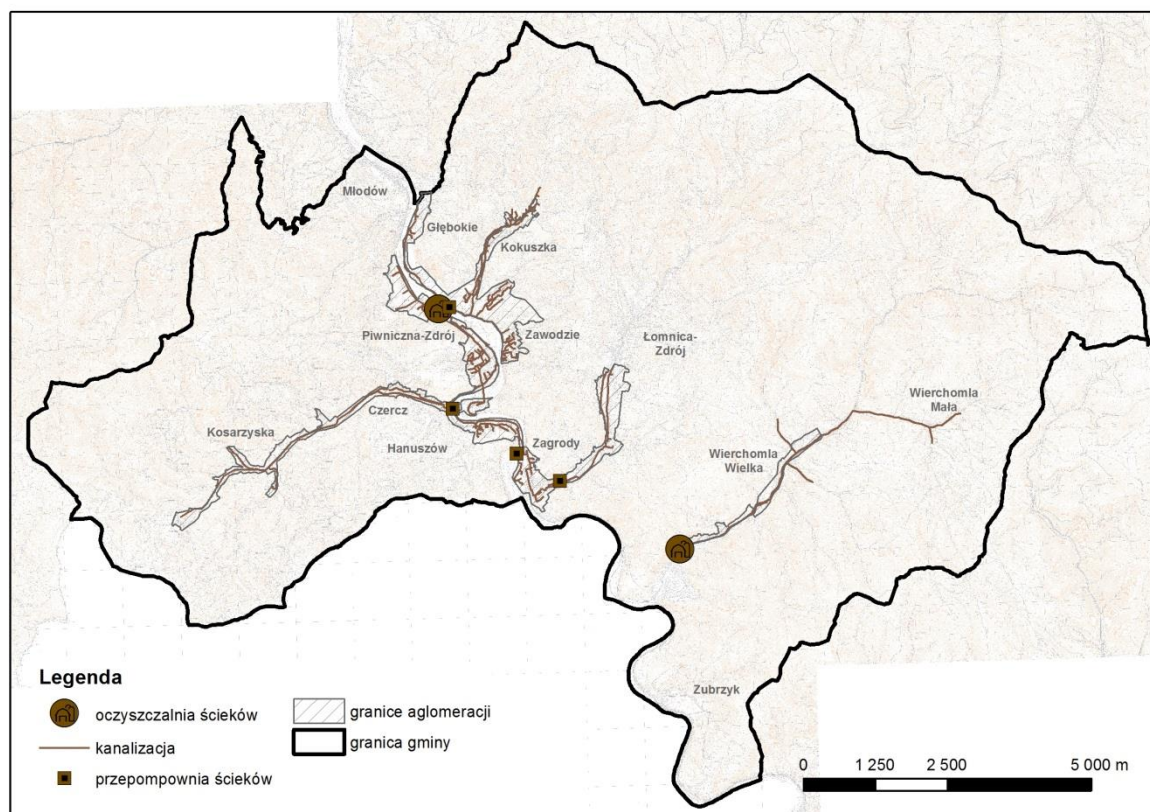 Młodów
Głębokie
Kokuszka
Piwniczna-Zdrój
Zawodzie
Łomnica-
Zdrój
Czercz
Kosarzyska
Hanuszów
Zagrody
Wierchomla
Mała
Wierchomla
Wielka
Zubrzyk
Legenda
oczyszczalnia ścieków
kanalizacja
przepompownia ścieków
granice aglomeracji
granica gminy
0 1 250 2 500 5 000 m